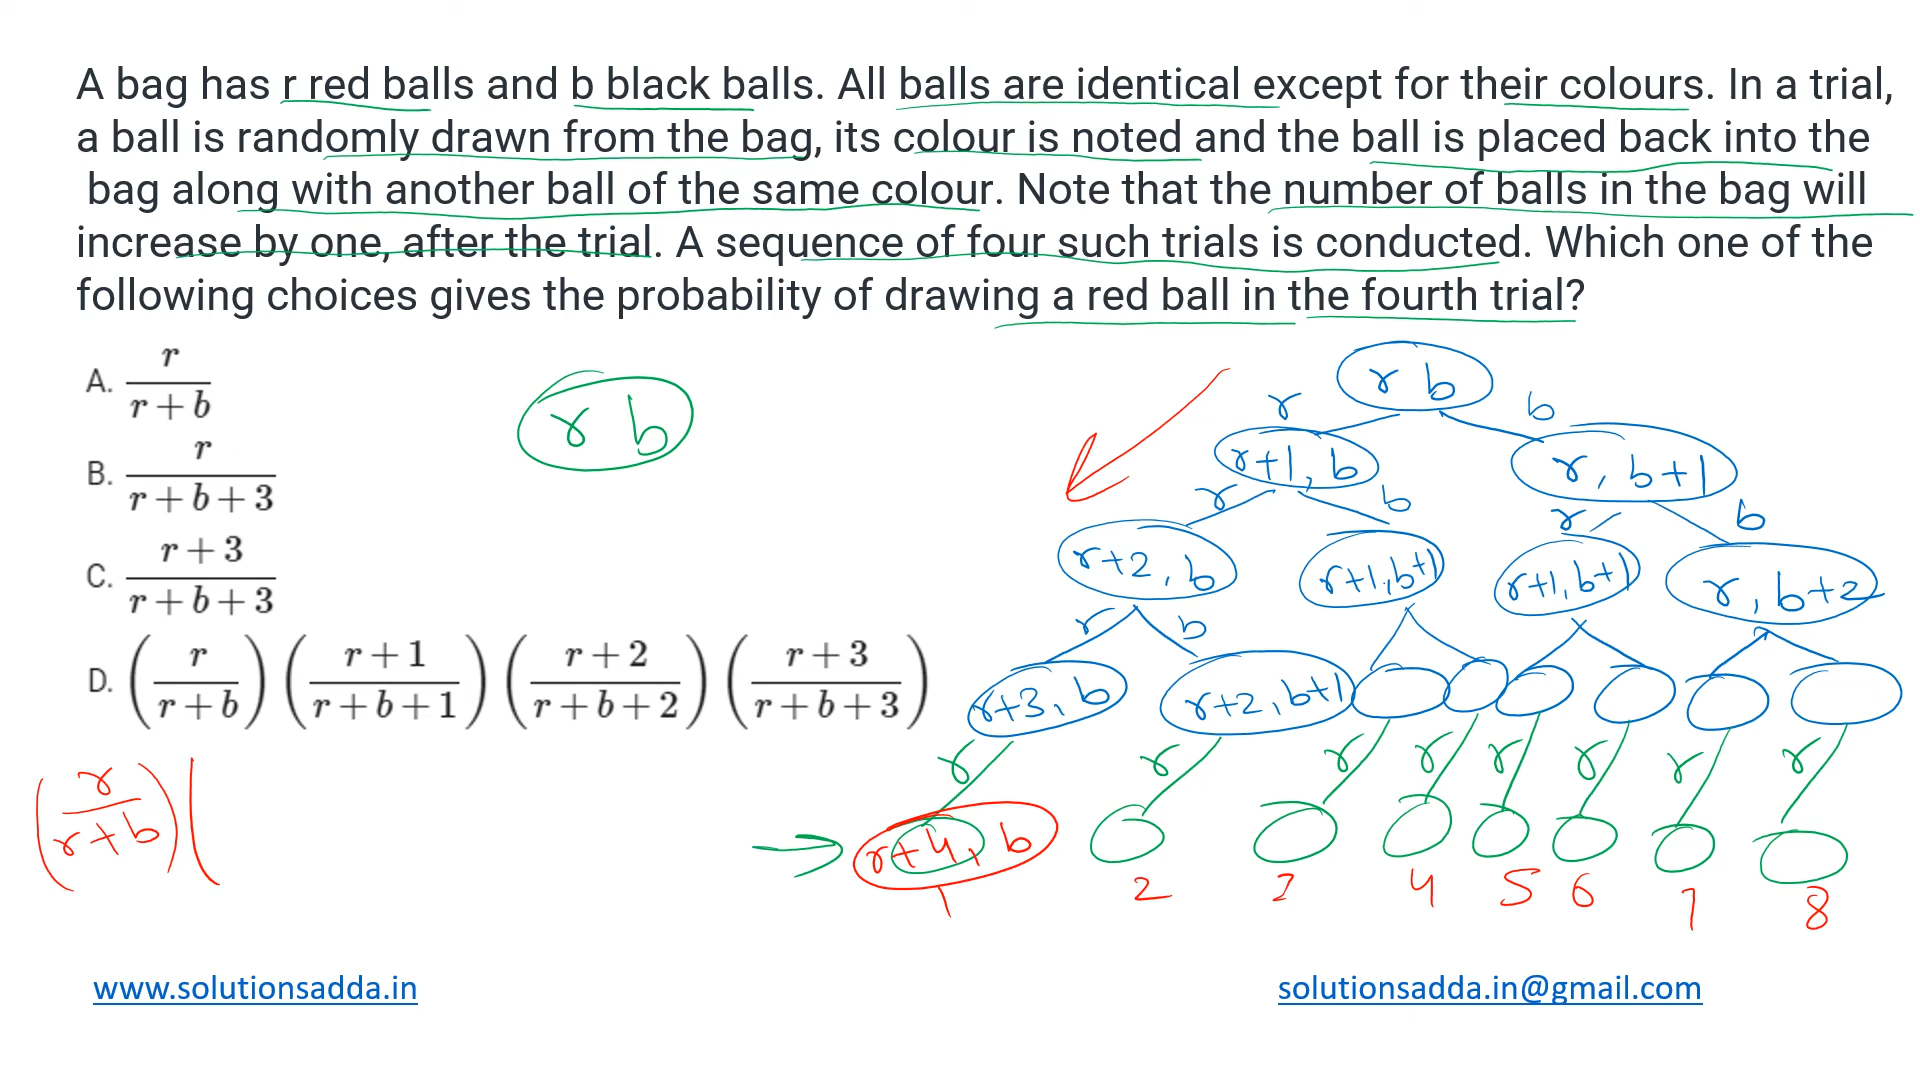 A bag has r red balls and b black balls. All balls are identical except for their colours. In a trial,
a ball is randomly drawn from the bag, its colour is noted and the ball is placed back into the
bag along with another ball of the same colour. Note that the number of balls in the bag will
increase by one, after the trial. A sequence of four such trials is conducted. Which one of the
following choices gives the probability of drawing a red ball in the fourth trial?
A. r/(r+b)
B. r/(r+b+3)
C. (r+3)/(r+b+3)
D. (r/(r+b)) ((r+1)/(r+b+1)) ((r+2)/(r+b+2)) ((r+3)/(r+b+3))
r b
r b
r b
r+1, b r, b+1
r b r b
r+2, b r+1, b+1 r+1, b+1 r, b+2
r b
r+3, b r+2, b+1
r r r r r r r r
(r/(r+b)) (
r+4, b
1 2 3 4 5 6 7 8
www.solutionsadda.in
solutionsadda.in@gmail.com